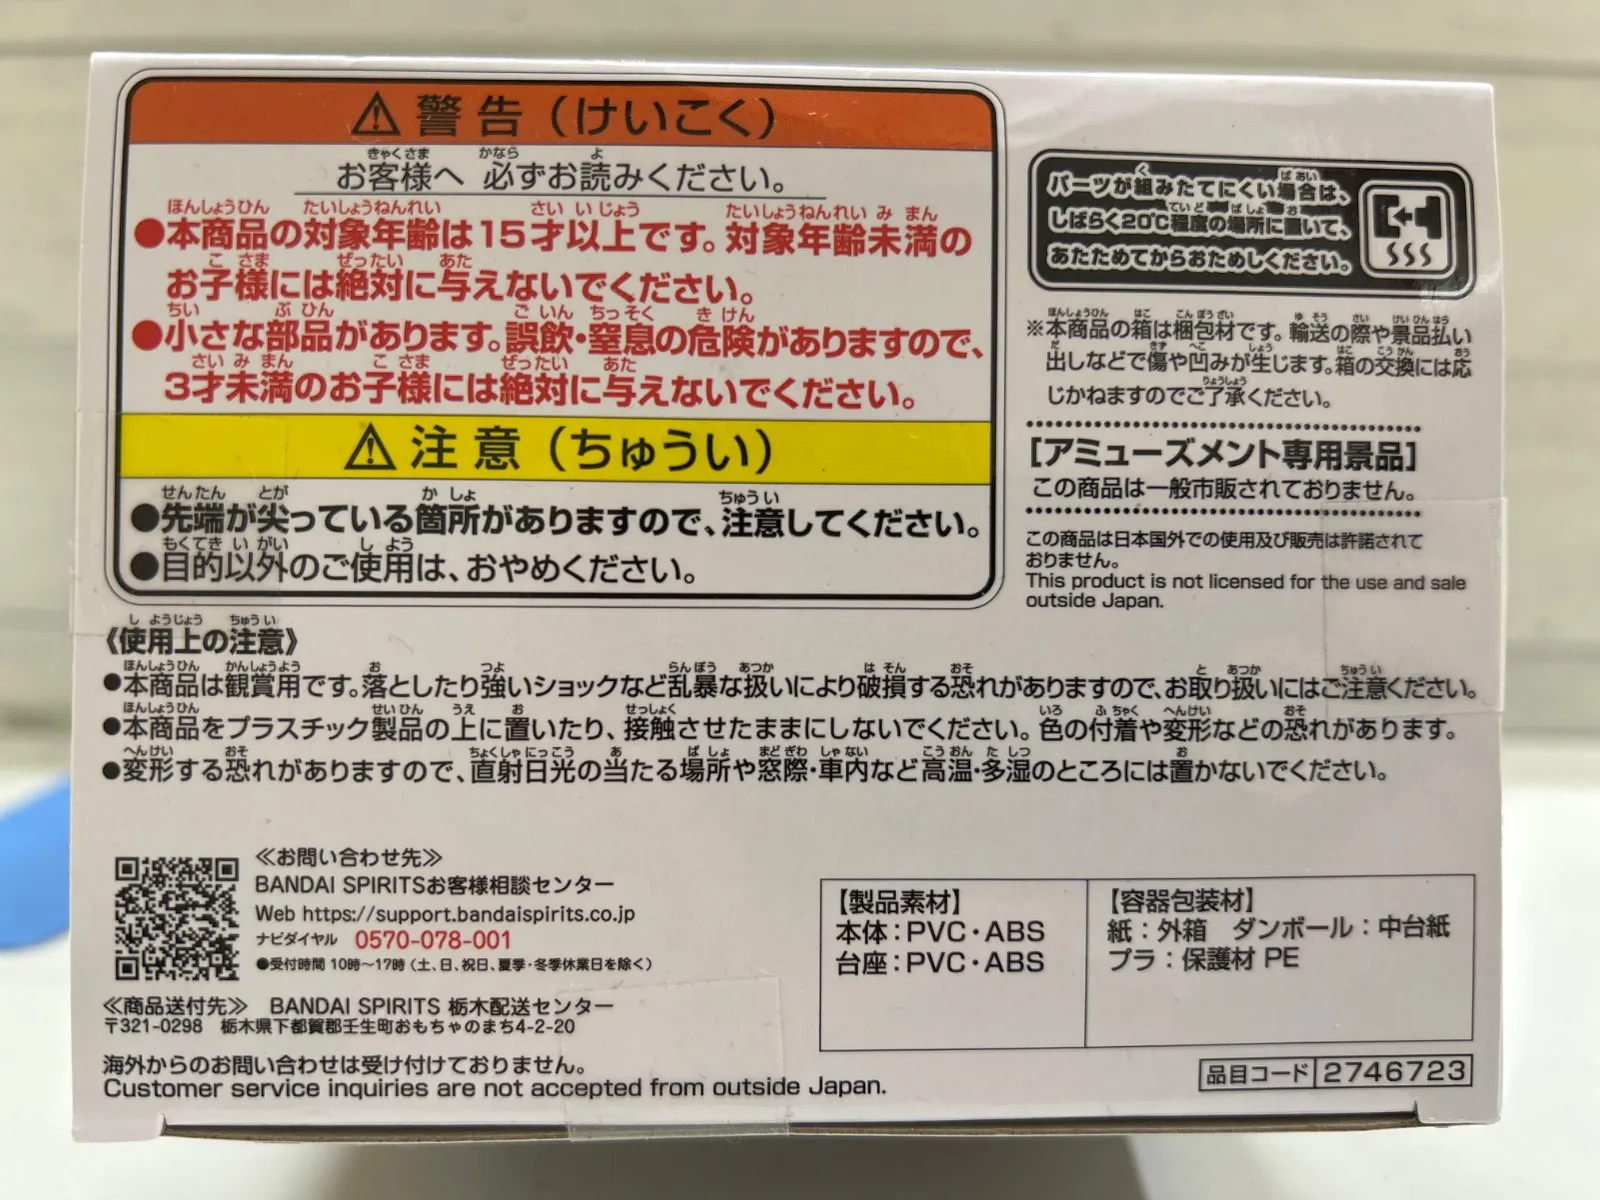 ⚠警告（けいこく）
お客様へ 必ずお読みください。
●本商品の対象年齢は15才以上です。対象年齢未満の
お子様には絶対に与えないでください。
●小さな部品があります。誤飲・窒息の危険がありますので、
3才未満のお子様には絶対に与えないでください。
⚠注意（ちゅうい）
●先端が尖っている箇所がありますので、注意してください。
●目的以外のご使用は、おやめください。
パーツが組みたてにくい場合は、
しばらく20℃程度の場所に置いて、
あたためてからおためしください。
※本商品の箱は梱包材です。輸送の際や景品払い
出しなどで傷や凹みが生じます。箱の交換には応
じかねますのでご了承ください。
[アミューズメント専用景品]
この商品は一般市販されておりません。
この商品は日本国外での使用及び販売は許諾されて
おりません。
This product is not licensed for the use and sale
outside Japan.
《使用上の注意》
●本商品は観賞用です。落としたり強いショックなど乱暴な扱いにより破損する恐れがありますので、お取り扱いにはご注意ください。
●本商品をプラスチック製品の上に置いたり、接触させたままにしないでください。色の付着や変形などの恐れがあります。
●変形する恐れがありますので、直射日光の当たる場所や窓際・車内など高温・多湿のところには置かないでください。
≪お問い合わせ先≫
BANDAI SPIRITSお客様相談センター
Web https://support.bandaispirits.co.jp
ナビダイヤル 0570-078-001
●受付時間 10時～17時（土、日、祝日、夏季・冬季休業日を除く）
≪商品送付先≫ BANDAI SPIRITS 栃木配送センター
〒321-0298 栃木県下都賀郡壬生町おもちゃのまち4-2-20
海外からのお問い合わせは受け付けておりません。
Customer service inquiries are not accepted from outside Japan.
【製品素材】
本体：PVC・ABS
台座：PVC・ABS
【容器包装材】
紙：外箱 ダンボール：中台紙
プラ：保護材 PE
品目コード 2746723